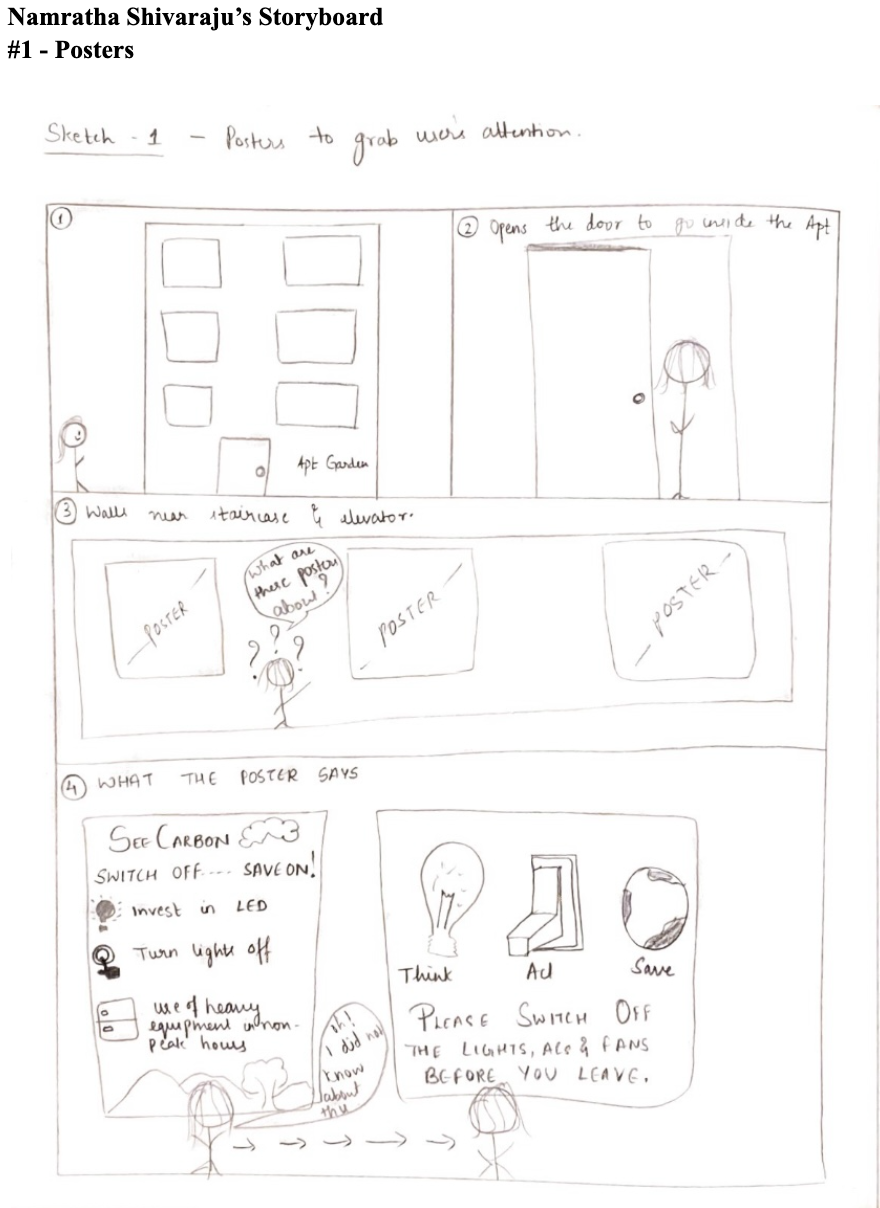 Namratha Shivaraju’s Storyboard
#1 - Posters
Sketch - 1 - Posters to grab user's attention.
1
2 Opens the door to go inside the Apt
Apt Garden
3 Walls near staircase & elevator.
POSTER
What are
these posters
about?
? ? ?
POSTER
POSTER
4 WHAT THE POSTER SAYS
SEE CARBON
SWITCH OFF.... SAVE ON!
Invest in LED
Turn lights off
use of heavy
equipment in non-
peak hours
Oh!
I did not
know
about
this
Think
Act
Save
PLEASE SWITCH OFF
THE LIGHTS, ACs & FANS
BEFORE YOU LEAVE.